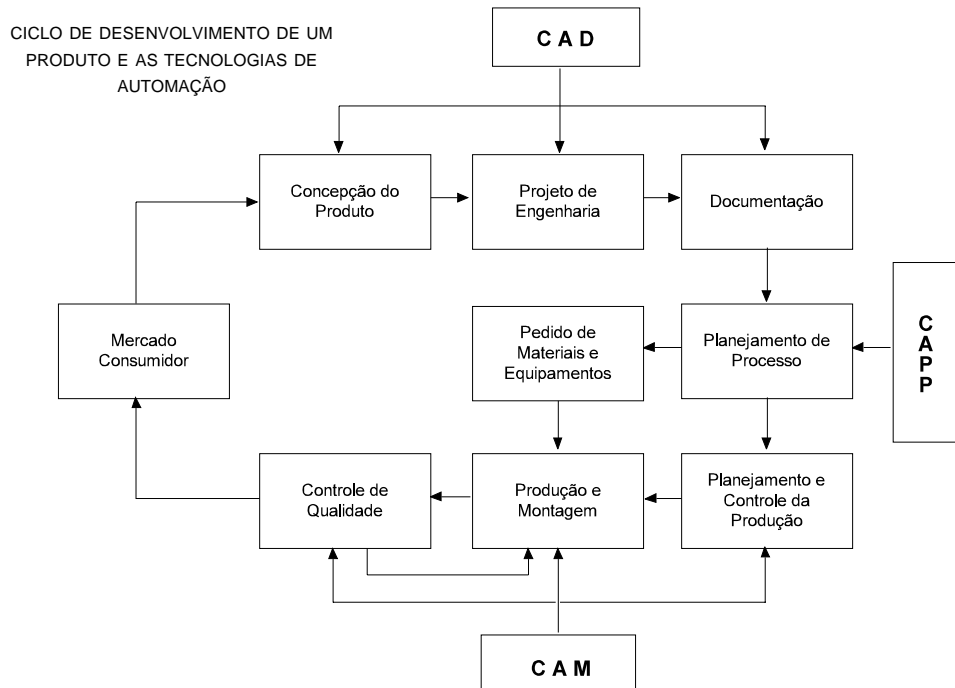 CICLO DE DESENVOLVIMENTO DE UM
PRODUTO E AS TECNOLOGIAS DE
AUTOMAÇÃO
C A D
Concepção do
Produto
Projeto de
Engenharia
Documentação
Mercado
Consumidor
Pedido de
Materiais e
Equipamentos
Planejamento de
Processo
C
A
P
P
Controle de
Qualidade
Produção e
Montagem
Planejamento e
Controle da
Produção
C A M